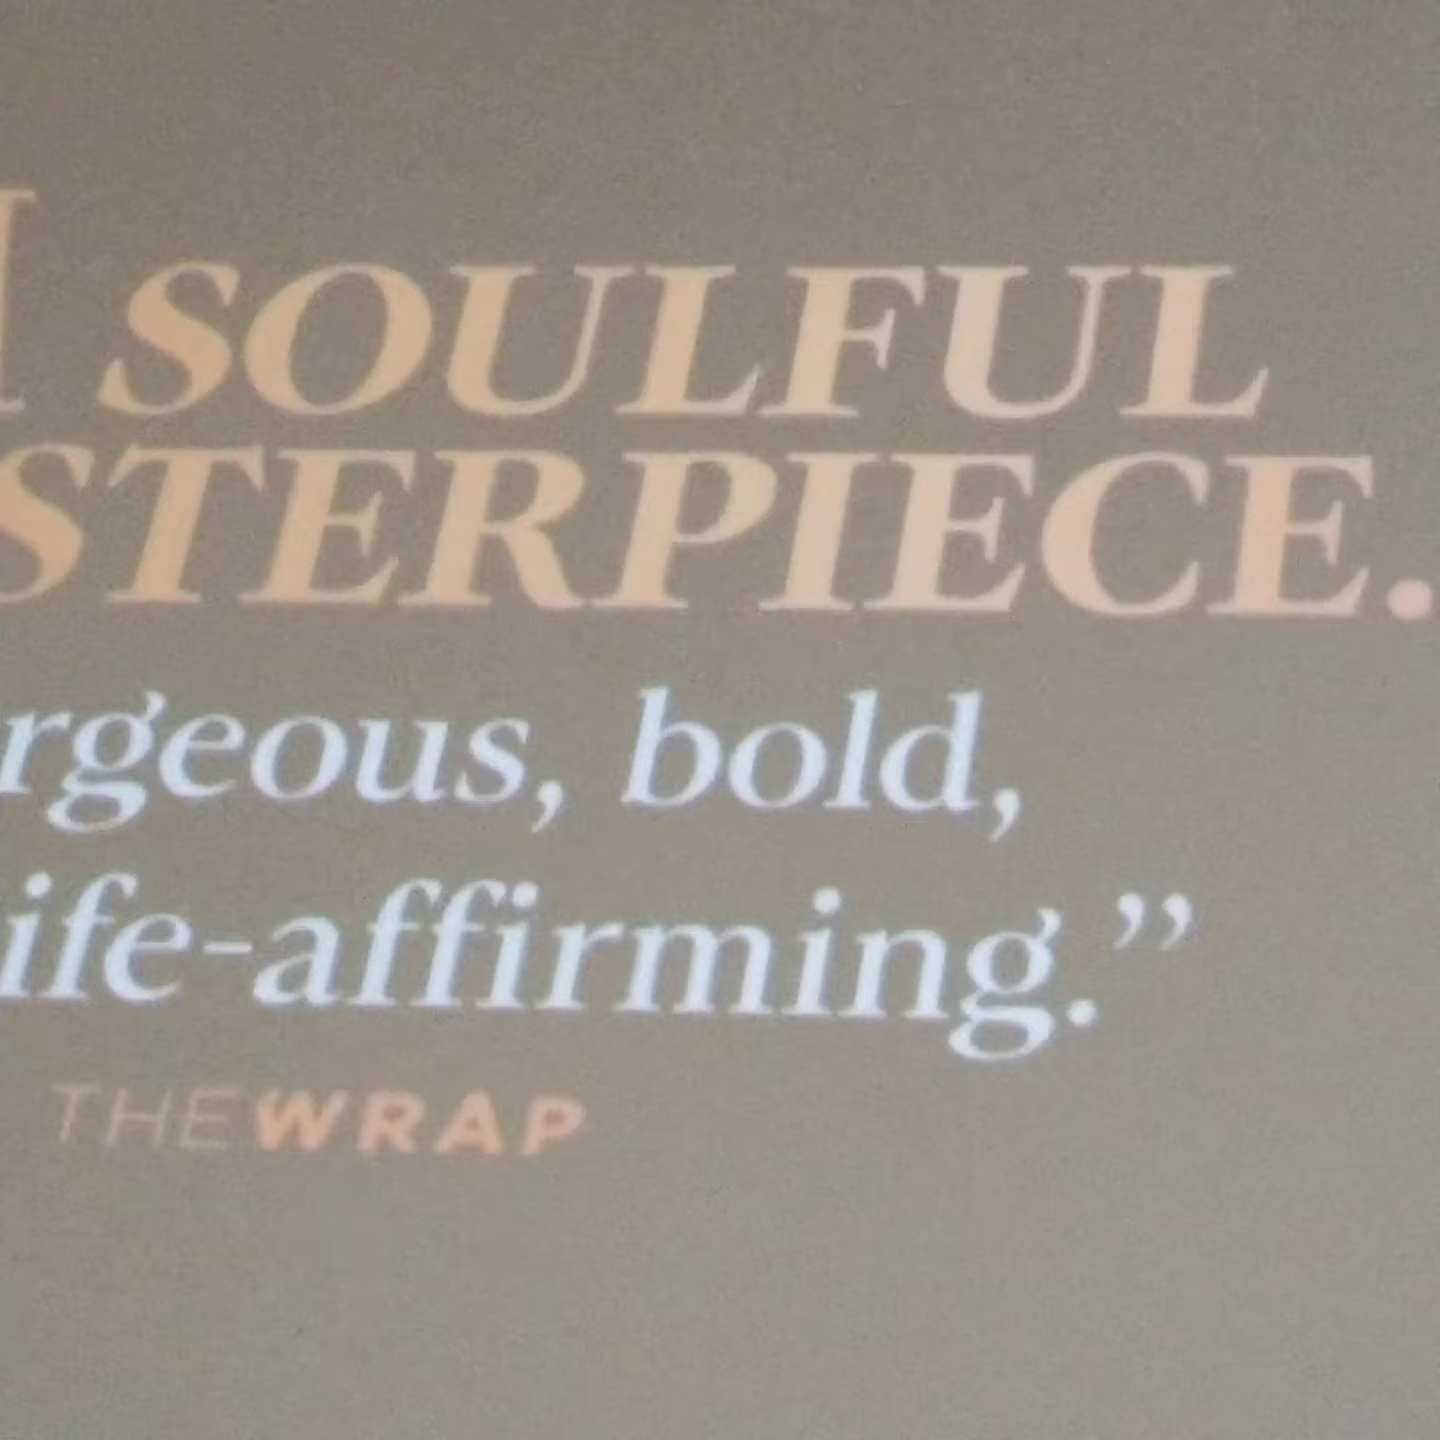 A SOULFUL
STERPIECE.
rgeous, bold,
ife-affirming.”
THEWRAP